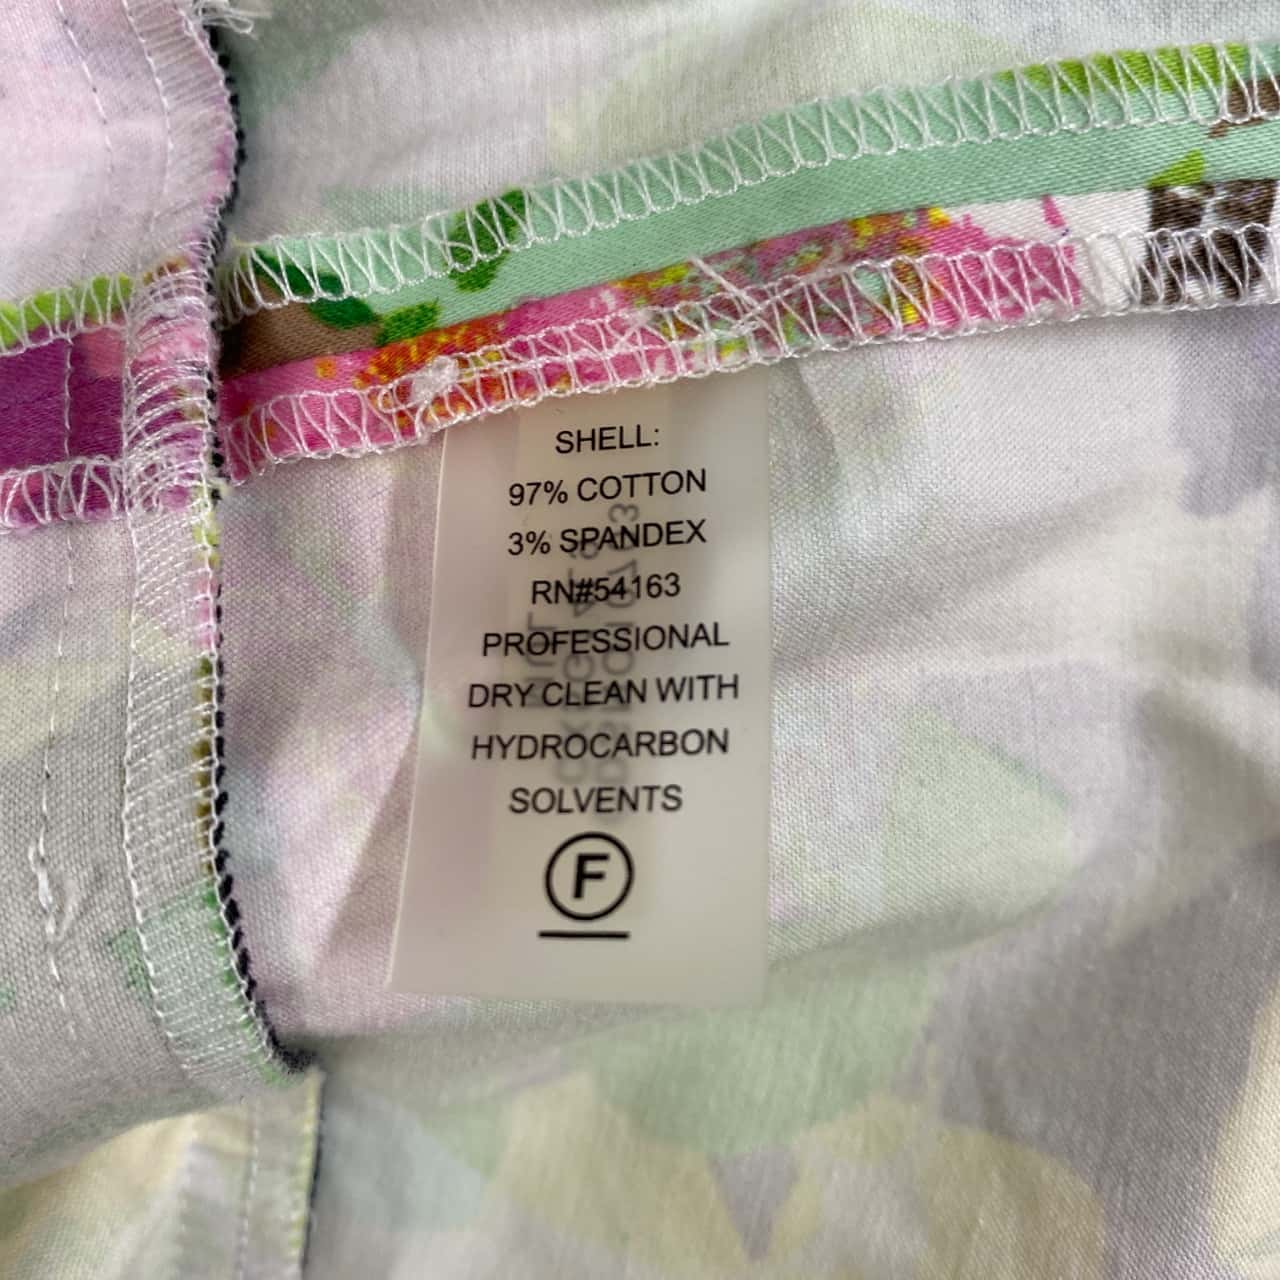 SHELL:
97% COTTON
3% SPANDEX
RN#54163
PROFESSIONAL
DRY CLEAN WITH
HYDROCARBON
SOLVENTS
F